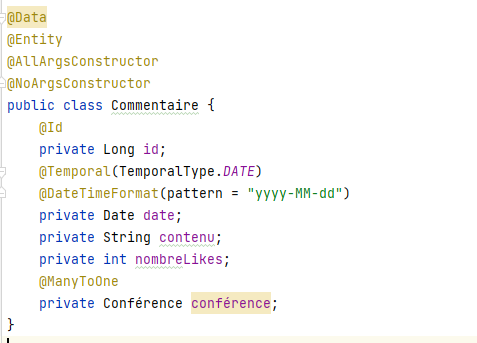 @Data
@Entity
@AllArgsConstructor
@NoArgsConstructor
public class Commentaire {
    @Id
    private Long id;
    @Temporal(TemporalType.DATE)
    @DateTimeFormat(pattern = "yyyy-MM-dd")
    private Date date;
    private String contenu;
    private int nombreLikes;
    @ManyToOne
    private Conférence conférence;
}